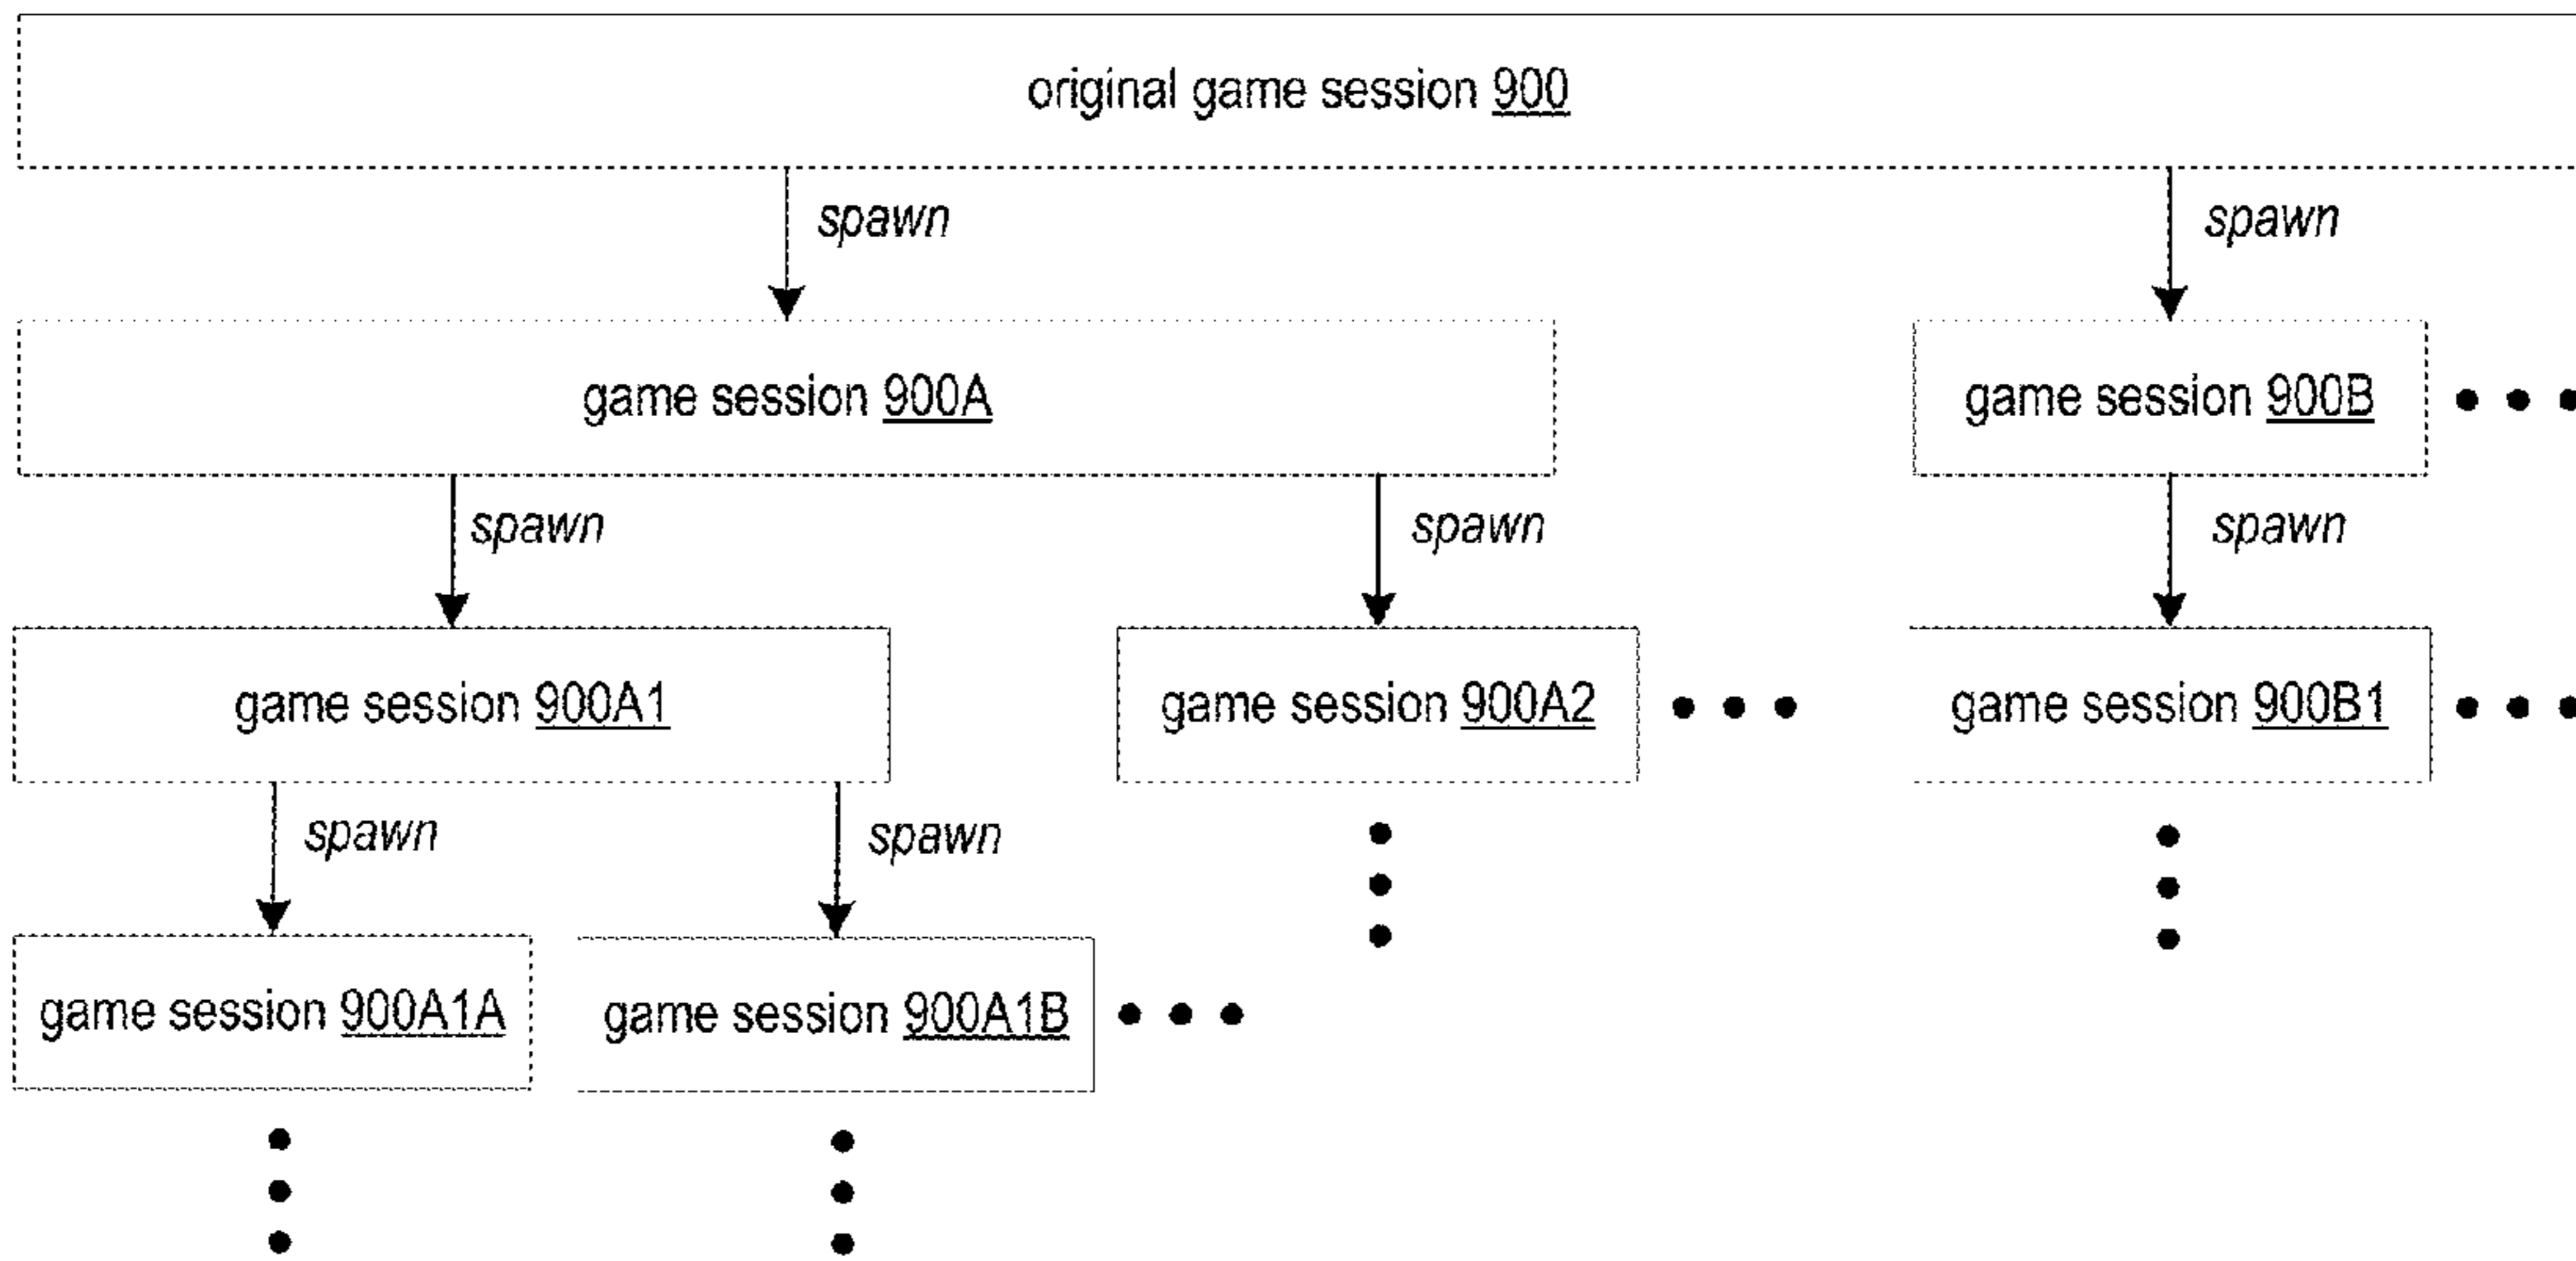 original game session 900
spawn
spawn
game session 900A
game session 900B
spawn
spawn
spawn
game session 900A1
game session 900A2
game session 900B1
spawn
spawn
game session 900A1A
game session 900A1B